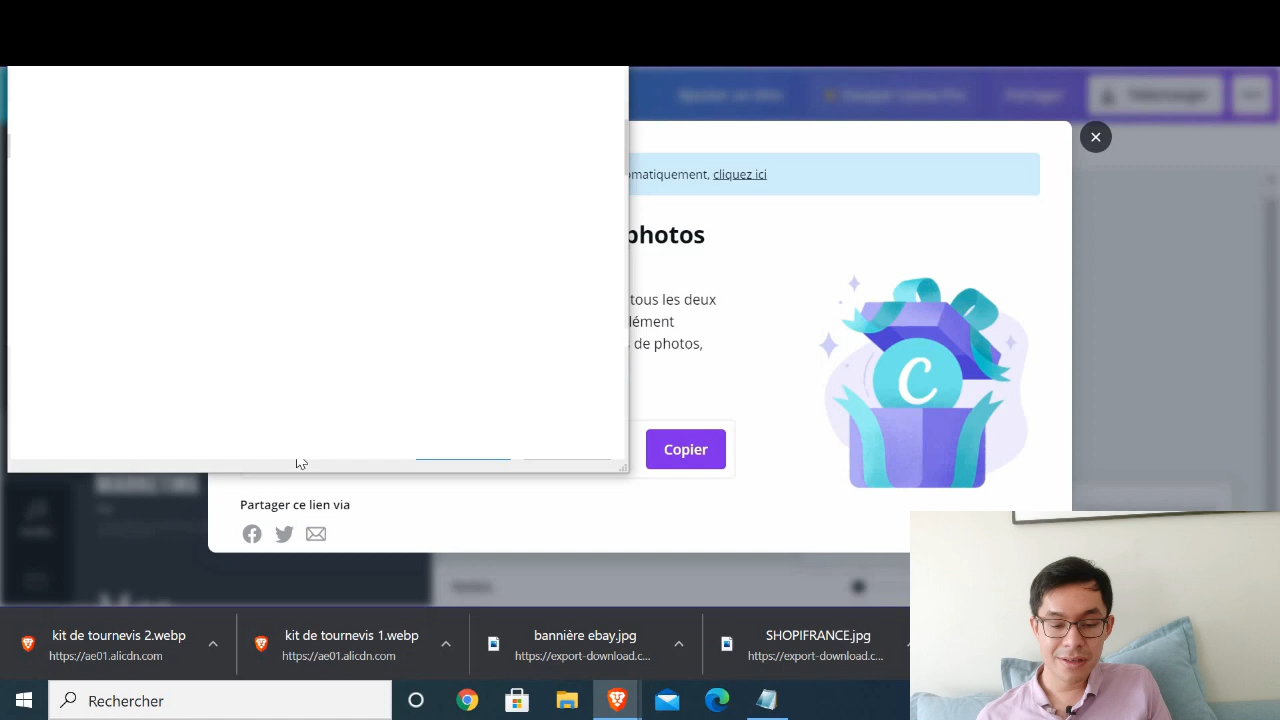 Télécharger
matiquement, cliquez ici
photos
tous les deux
lément
de photos,
Copier
Partager ce lien via
kit de tournevis 2.webp
https://ae01.alicdn.com
kit de tournevis 1.webp
https://ae01.alicdn.com
bannière ebay.jpg
https://export-download.c...
SHOPIFRANCE.jpg
https://export-download.c...
Rechercher